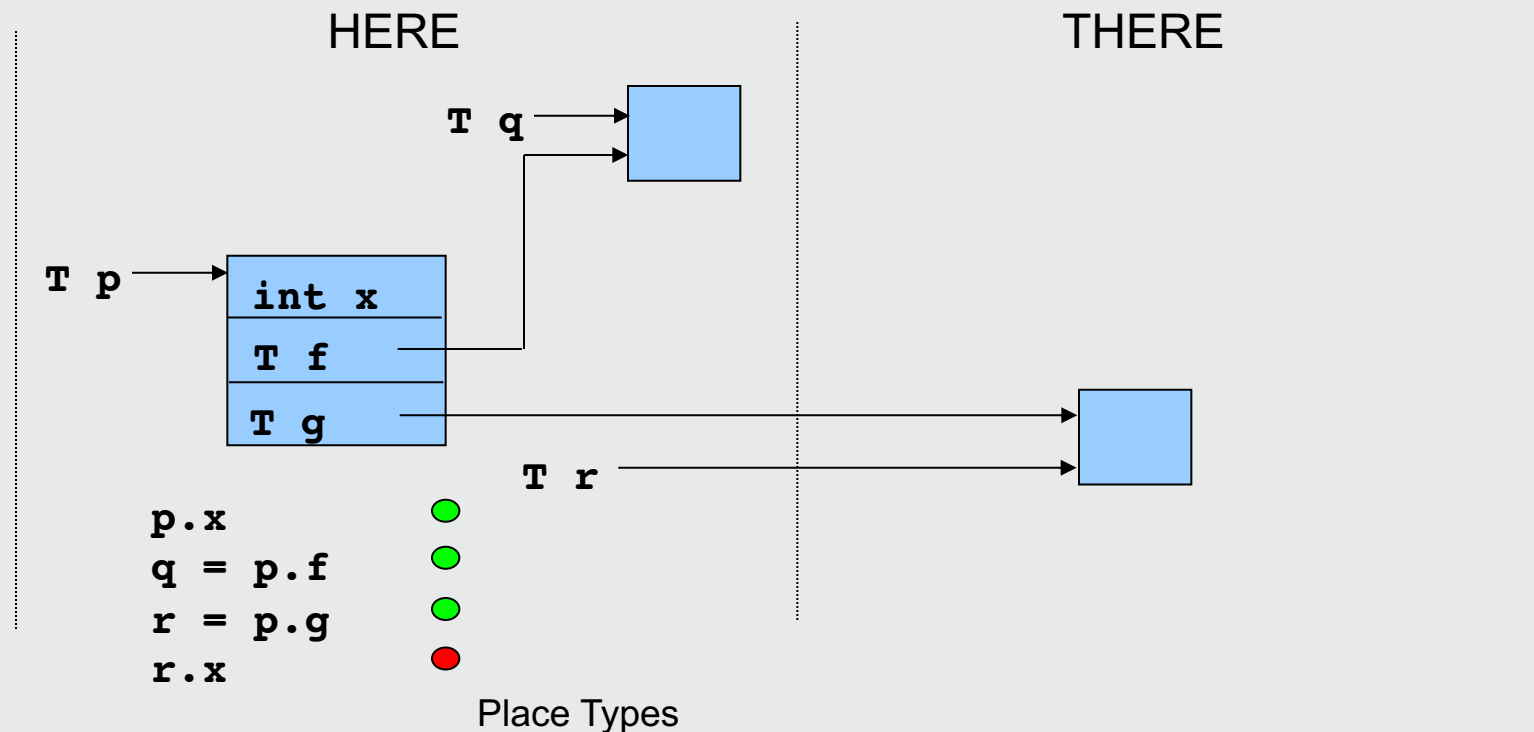 HERE
THERE
T q
T p
int x
T f
T g
T r
p.x
q = p.f
r = p.g
r.x
Place Types